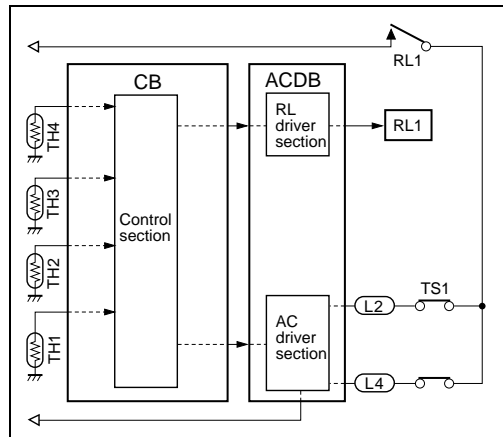 RL1
CB
ACDB
RL
driver
section
RL1
TH4
TH3
TH2
TH1
Control
section
TS1
L2
AC
driver
section
L4